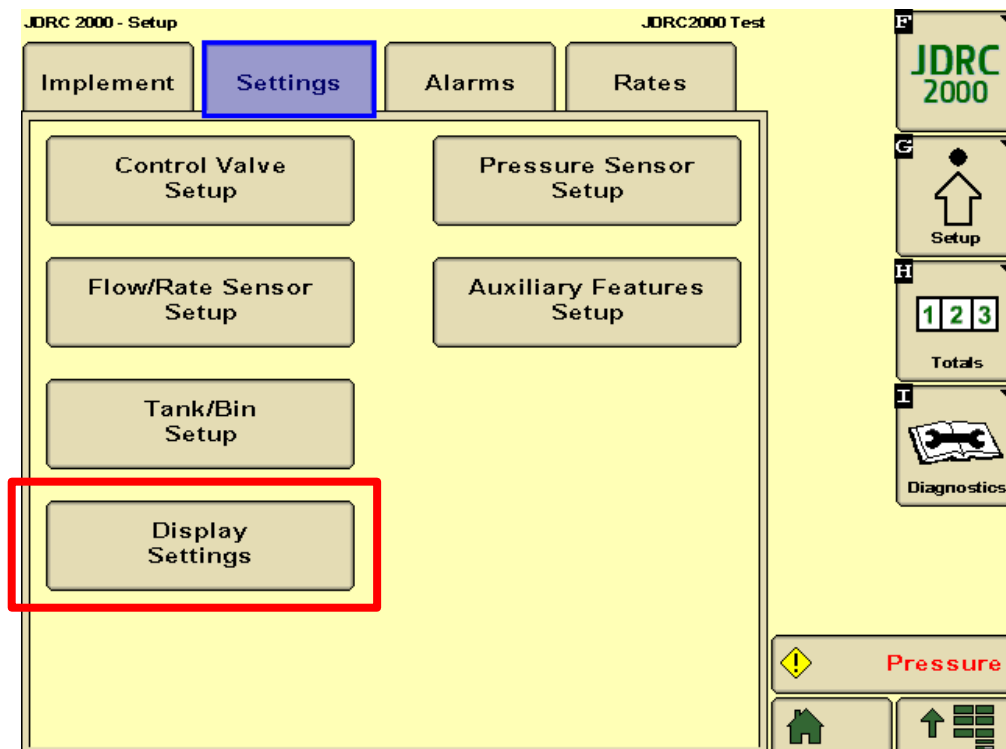 JDRC 2000 - Setup
JDRC2000 Test
Implement
Settings
Alarms
Rates
Control Valve
Setup
Pressure Sensor
Setup
Flow/Rate Sensor
Setup
Auxiliary Features
Setup
Tank/Bin
Setup
Display
Settings
F
JDRC
2000
G
Setup
H
1 2 3
Totals
I
Diagnostics
Pressure